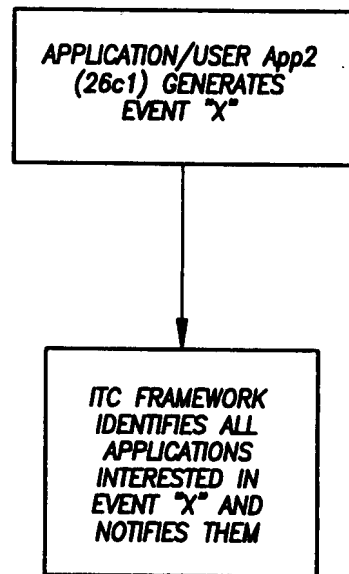 APPLICATION/USER App2
(26c1) GENERATES
EVENT "X"
ITC FRAMEWORK
IDENTIFIES ALL
APPLICATIONS
INTERESTED IN
EVENT "X" AND
NOTIFIES THEM